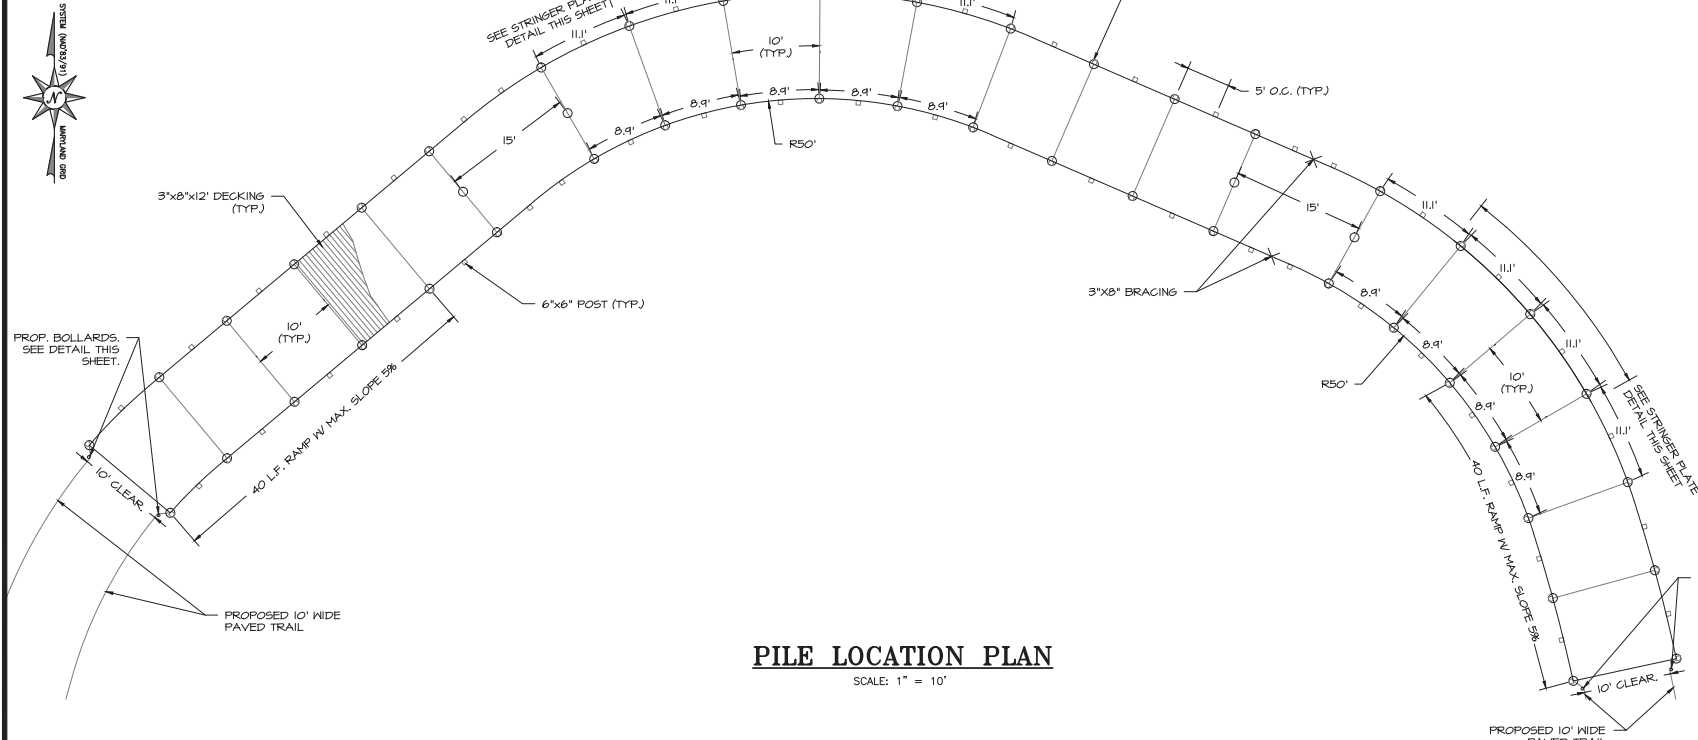 SYSTEM (NAD'83/91)
MARYLAND GRID
N
SEE STRINGER PLATE
DETAIL THIS SHEET
11.1'
11.1'
11.1'
10'
(TYP.)
8.9'
8.9'
8.9'
8.9'
8.9'
R50'
15'
5' O.C. (TYP.)
3"x8"x12' DECKING
(TYP.)
6"x6" POST (TYP.)
10'
(TYP.)
PROP. BOLLARDS.
SEE DETAIL THIS
SHEET.
40 L.F. RAMP W/ MAX. SLOPE 5%
10' CLEAR.
PROPOSED 10' WIDE
PAVED TRAIL
15'
3"X8" BRACING
11.1'
11.1'
11.1'
11.1'
8.9'
8.9'
8.9'
8.9'
R50'
10'
(TYP.)
SEE STRINGER PLATE
DETAIL THIS SHEET
40 L.F. RAMP W/ MAX. SLOPE 5%
10' CLEAR.
PROPOSED 10' WIDE
PAVED TRAIL
PILE LOCATION PLAN
SCALE: 1" = 10'